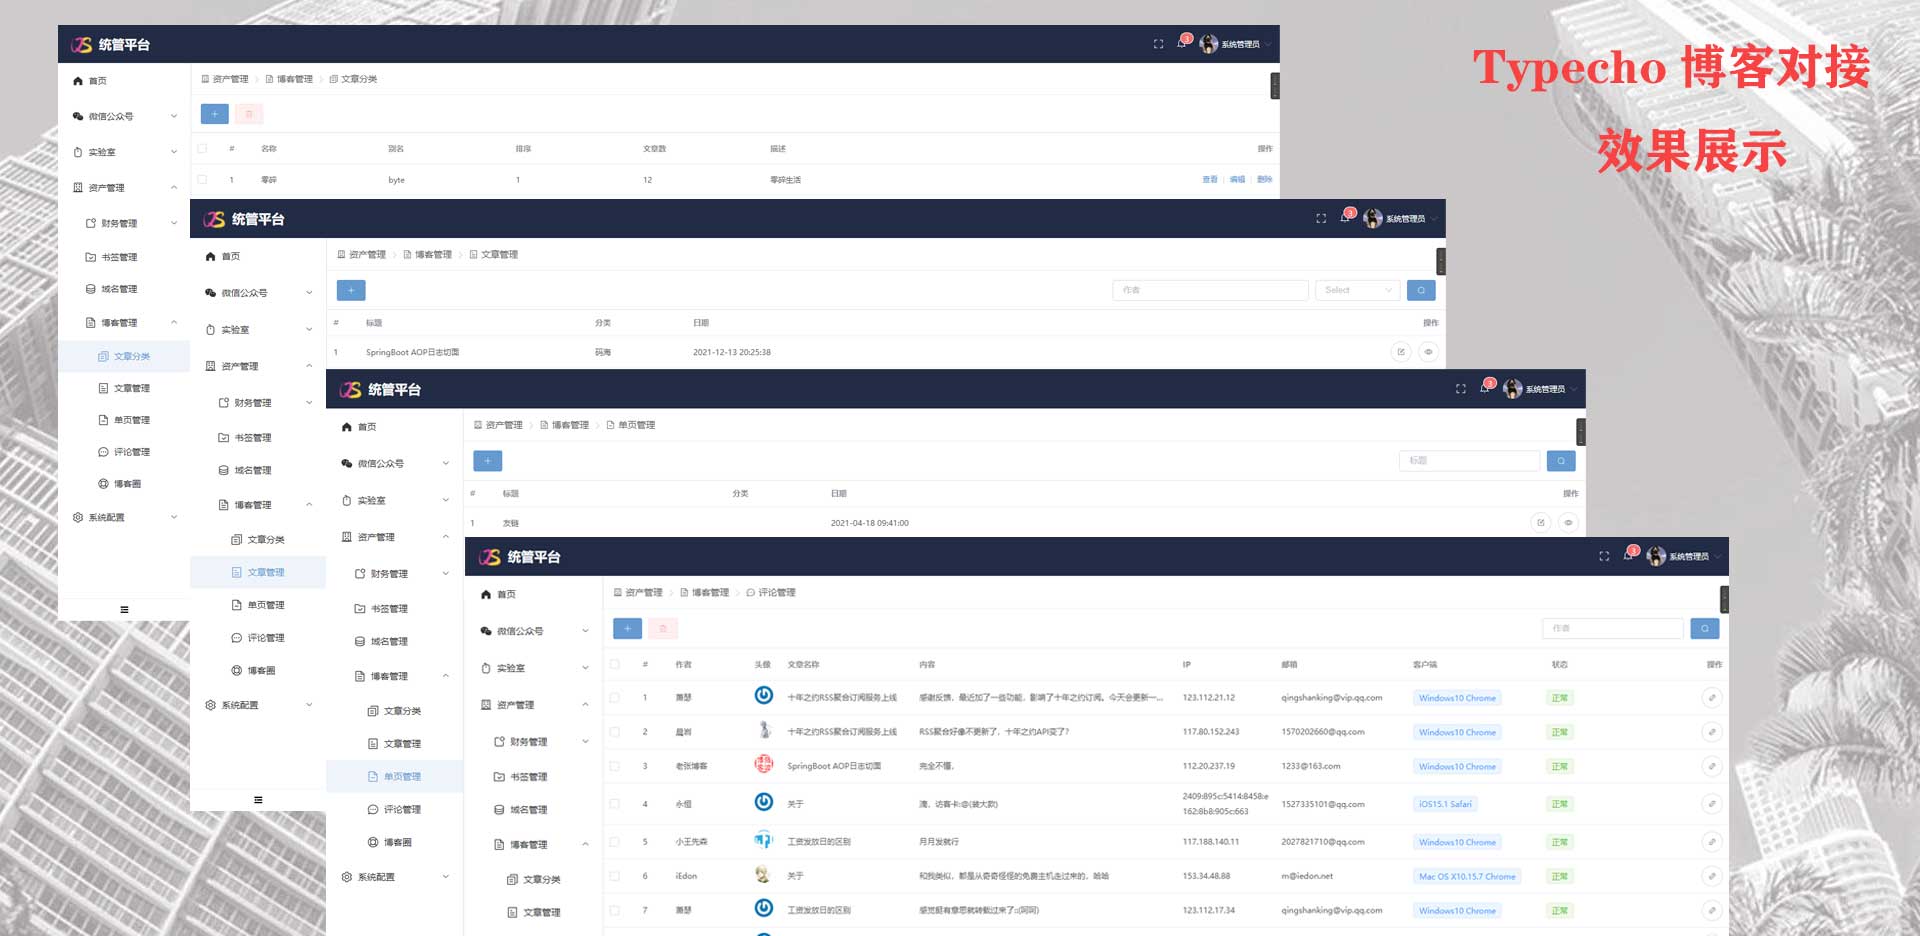 Typecho 博客对接
效果展示
统管平台
3
系统管理员
首页
微信公众号
实验室
资产管理
财务管理
书签管理
域名管理
博客管理
文章分类
文章管理
单页管理
评论管理
博客圈
系统配置
资产管理 博客管理 文章分类
# 名称 别名 排序 文章数 描述 操作
1 零碎 byte 1 12 零碎生活 查看 编辑 删除
统管平台
3
系统管理员
首页
微信公众号
实验室
资产管理
财务管理
书签管理
域名管理
博客管理
文章分类
文章管理
单页管理
评论管理
博客圈
系统配置
资产管理 博客管理 文章管理
作者 Select
# 标题 分类 日期 操作
1 SpringBoot AOP日志切面 码海 2021-12-13 20:25:38
统管平台
3
系统管理员
首页
微信公众号
实验室
资产管理
财务管理
书签管理
域名管理
博客管理
文章分类
文章管理
单页管理
评论管理
博客圈
系统配置
资产管理 博客管理 单页管理
标题
# 标题 分类 日期 操作
1 友链 2021-04-18 09:41:00
统管平台
3
系统管理员
首页
微信公众号
实验室
资产管理
财务管理
书签管理
域名管理
博客管理
文章分类
文章管理
资产管理 博客管理 评论管理
作者
# 作者 头像 文章名称 内容 IP 邮箱 客户端 状态 操作
1 萧瑟 十年之约RSS聚合订阅服务上线 感谢反馈，最近加了一些功能，影响了十年之约订阅。今天会更新一... 123.112.21.12 qingshanking@vip.qq.com Windows10 Chrome 正常
2 晨岩 十年之约RSS聚合订阅服务上线 RSS聚合好像不更新了，十年之约API变了？ 117.80.152.243 1570202660@qq.com Windows10 Chrome 正常
3 老张博客 SpringBoot AOP日志切面 完全不懂， 112.20.237.19 1233@163.com Windows10 Chrome 正常
4 永恒 关于 滴，访客卡:@(装大款) 2409:895c:5414:8458:e162:8b8:905c:663 1527335101@qq.com iOS15.1 Safari 正常
5 小王先森 工资发放日的区别 月月发就行 117.188.140.11 2027821710@qq.com Windows10 Chrome 正常
6 iEdon 关于 和我类似，都是从奇奇怪怪的免费主机走过来的，哈哈 153.34.48.88 m@iedon.net Mac OS X10.15.7 Chrome 正常
7 萧瑟 工资发放日的区别 感觉挺有意思就转载过来了::(呵呵) 123.112.17.34 qingshanking@vip.qq.com Windows10 Chrome 正常